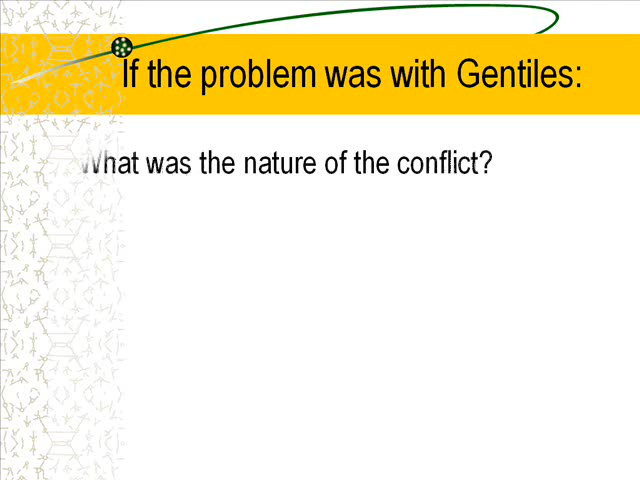 If the problem was with Gentiles:
What was the nature of the conflict?